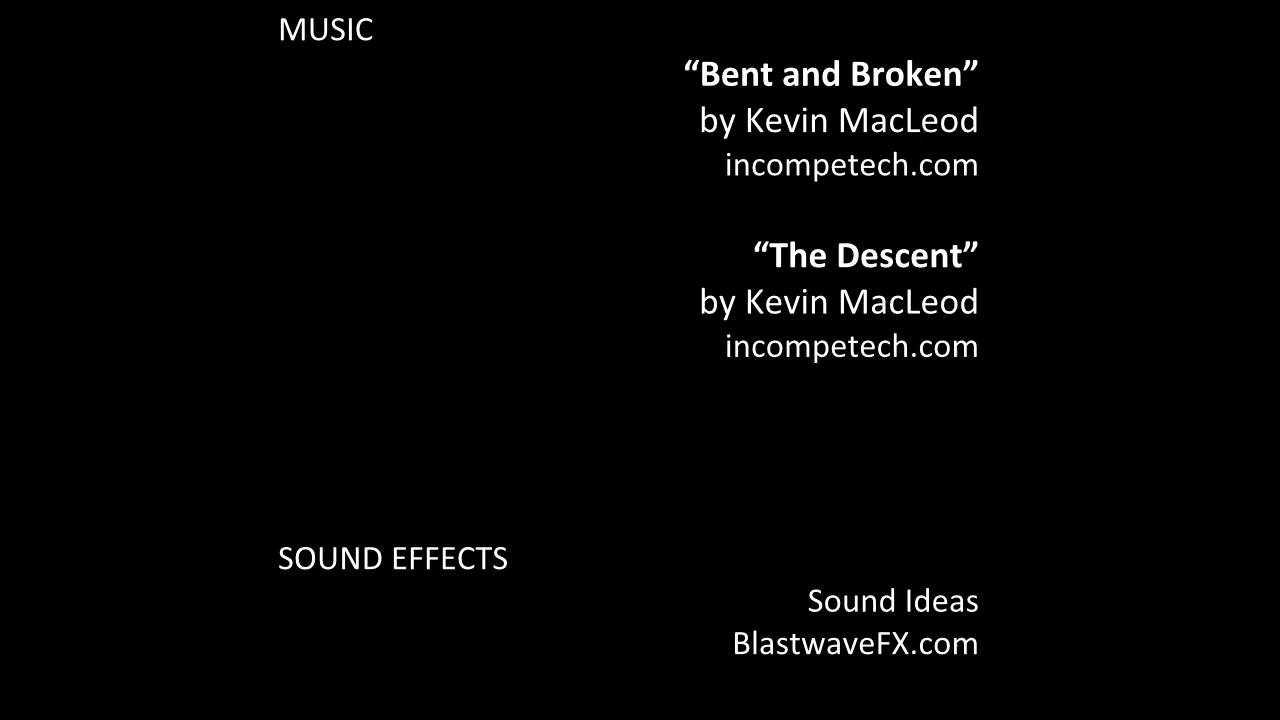 MUSIC
“Bent and Broken”
by Kevin MacLeod
incompetech.com
“The Descent”
by Kevin MacLeod
incompetech.com
SOUND EFFECTS
Sound Ideas
BlastwaveFX.com